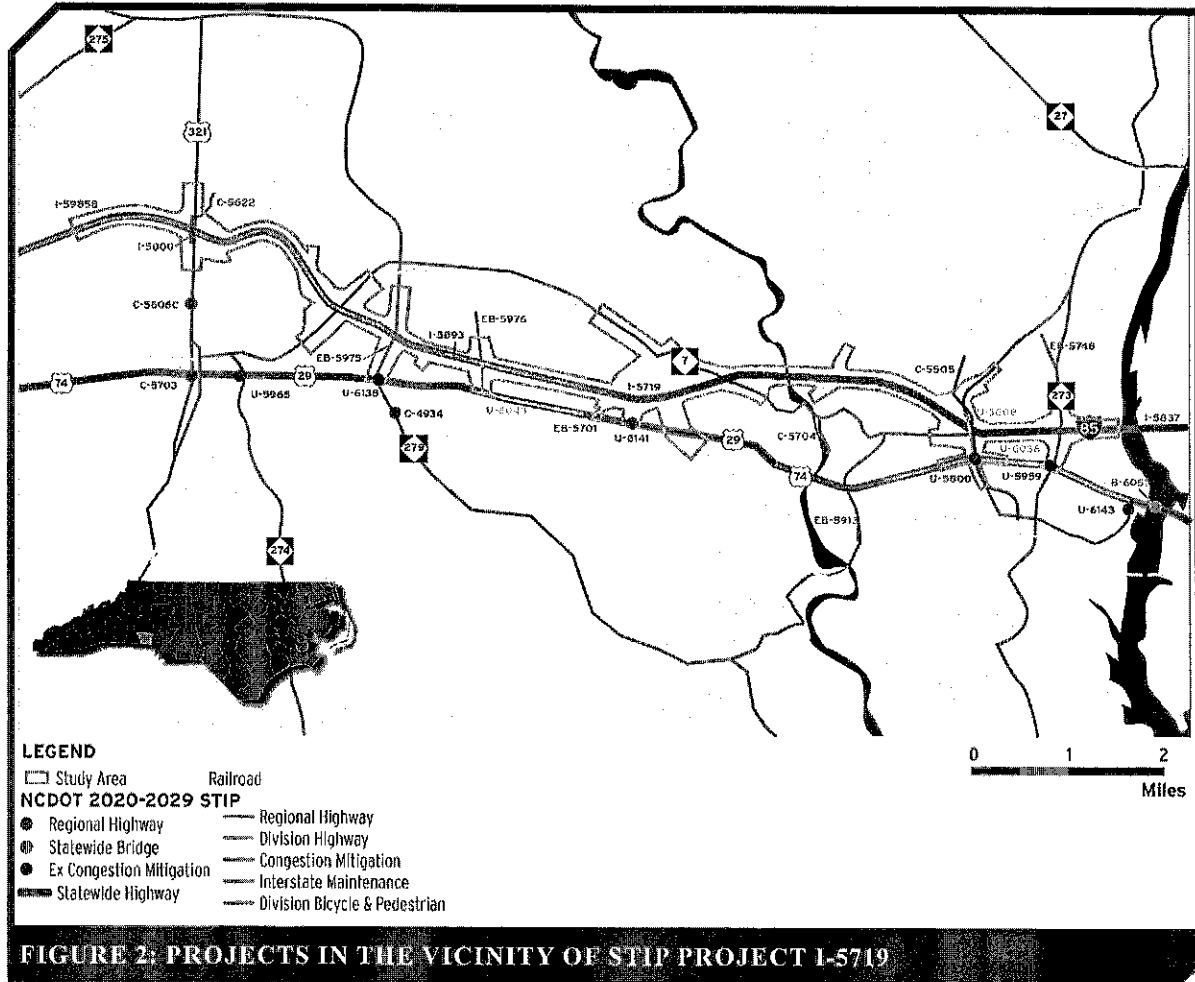 275
27
321
I-5985B
C-5622
I-5000
C-5606C
EB-5976
I-5893
EB-5975
7
EB-5748
74
29
C-5703
U-5965
U-6138
I-5719
C-5505
273
85
I-5837
C-4934
EB-5701
U-6141
29
C-5704
U-5800
U-5959
279
74
U-6143
EB-5913
274
LEGEND
Study Area Railroad
NCDOT 2020-2029 STIP
Regional Highway
Statewide Bridge
Ex Congestion Mitigation
Statewide Highway
Regional Highway
Division Highway
Congestion Mitigation
Interstate Maintenance
Division Bicycle & Pedestrian
0 1 2
Miles
FIGURE 2: PROJECTS IN THE VICINITY OF STIP PROJECT I-5719